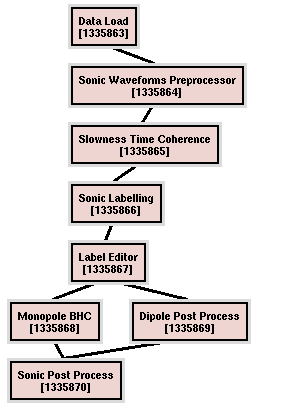 Data Load
[1335863]
Sonic Waveforms Preprocessor
[1335864]
Slowness Time Coherence
[1335865]
Sonic Labelling
[1335866]
Label Editor
[1335867]
Monopole BHC
[1335868]
Dipole Post Process
[1335869]
Sonic Post Process
[1335870]